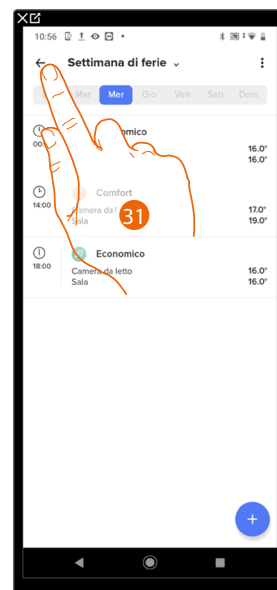 10:56
Settimana di ferie
Mar Mer Gio Ven Sab Dom
00:
16.0°
16.0°
Comfort
14:00
17.0°
Sala 19.0°
31
Economico
18:00
Camera da letto 16.0°
Sala 16.0°
+